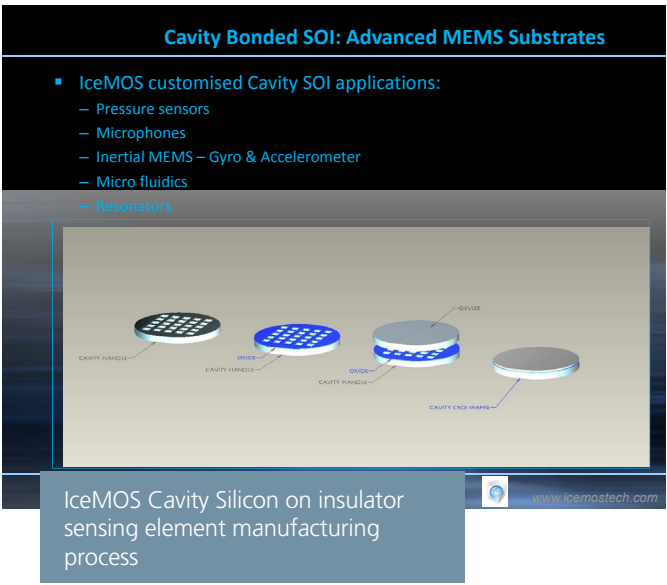 Cavity Bonded SOI: Advanced MEMS Substrates
▪ IceMOS customised Cavity SOI applications:
– Pressure sensors
– Microphones
– Inertial MEMS – Gyro & Accelerometer
– Micro fluidics
– Resonators
DEVICE
CAVITY HANDLE
OXIDE
CAVITY HANDLE
OXIDE
CAVITY HANDLE
CAVITY CSOI WAFER
www.icemostech.com
IceMOS Cavity Silicon on insulator
sensing element manufacturing
process